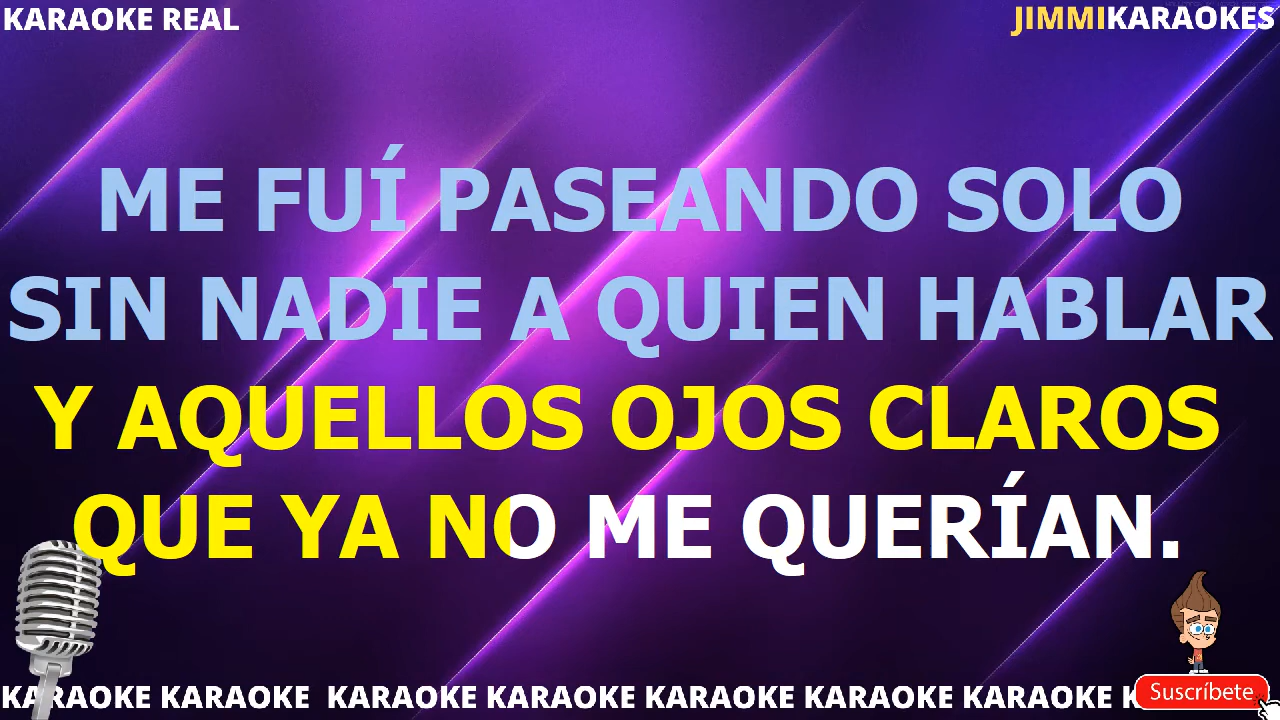 KARAOKE REAL
JIMMIKARAOKES
ME FUÍ PASEANDO SOLO
SIN NADIE A QUIEN HABLAR
Y AQUELLOS OJOS CLAROS
QUE YA NO ME QUERÍAN.
KARAOKE KARAOKE KARAOKE KARAOKE KARAOKE KARAOKE KARAOKE K
Suscríbete